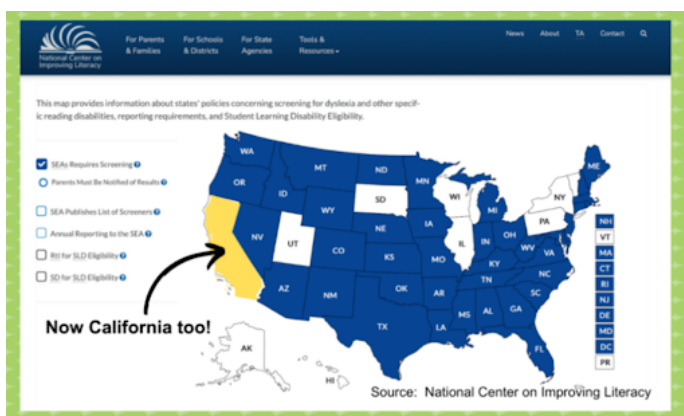 National Center on
Improving Literacy
For Parents
& Families
For Schools
& Districts
For State
Agencies
Tools &
Resources
News About TA Contact
This map provides information about states' policies concerning screening for dyslexia and other specif-
ic reading disabilities, reporting requirements, and Student Learning Disability Eligibility.
SEAs Requires Screening
Parents Must Be Notified of Results
SEA Publishes List of Screeners
Annual Reporting to the SEA
RtI for SLD Eligibility
SD for SLD Eligibility
WA
MT
ND
MN
ME
OR
ID
WY
SD
WI
MI
NY
NV
UT
CO
NE
IA
IL
IN
OH
PA
KS
MO
KY
WV
VA
AZ
NM
OK
AR
TN
NC
SC
TX
LA
MS
AL
GA
FL
AK
HI
NH
VT
MA
CT
RI
NJ
DE
MD
DC
PR
Now California too!
Source: National Center on Improving Literacy